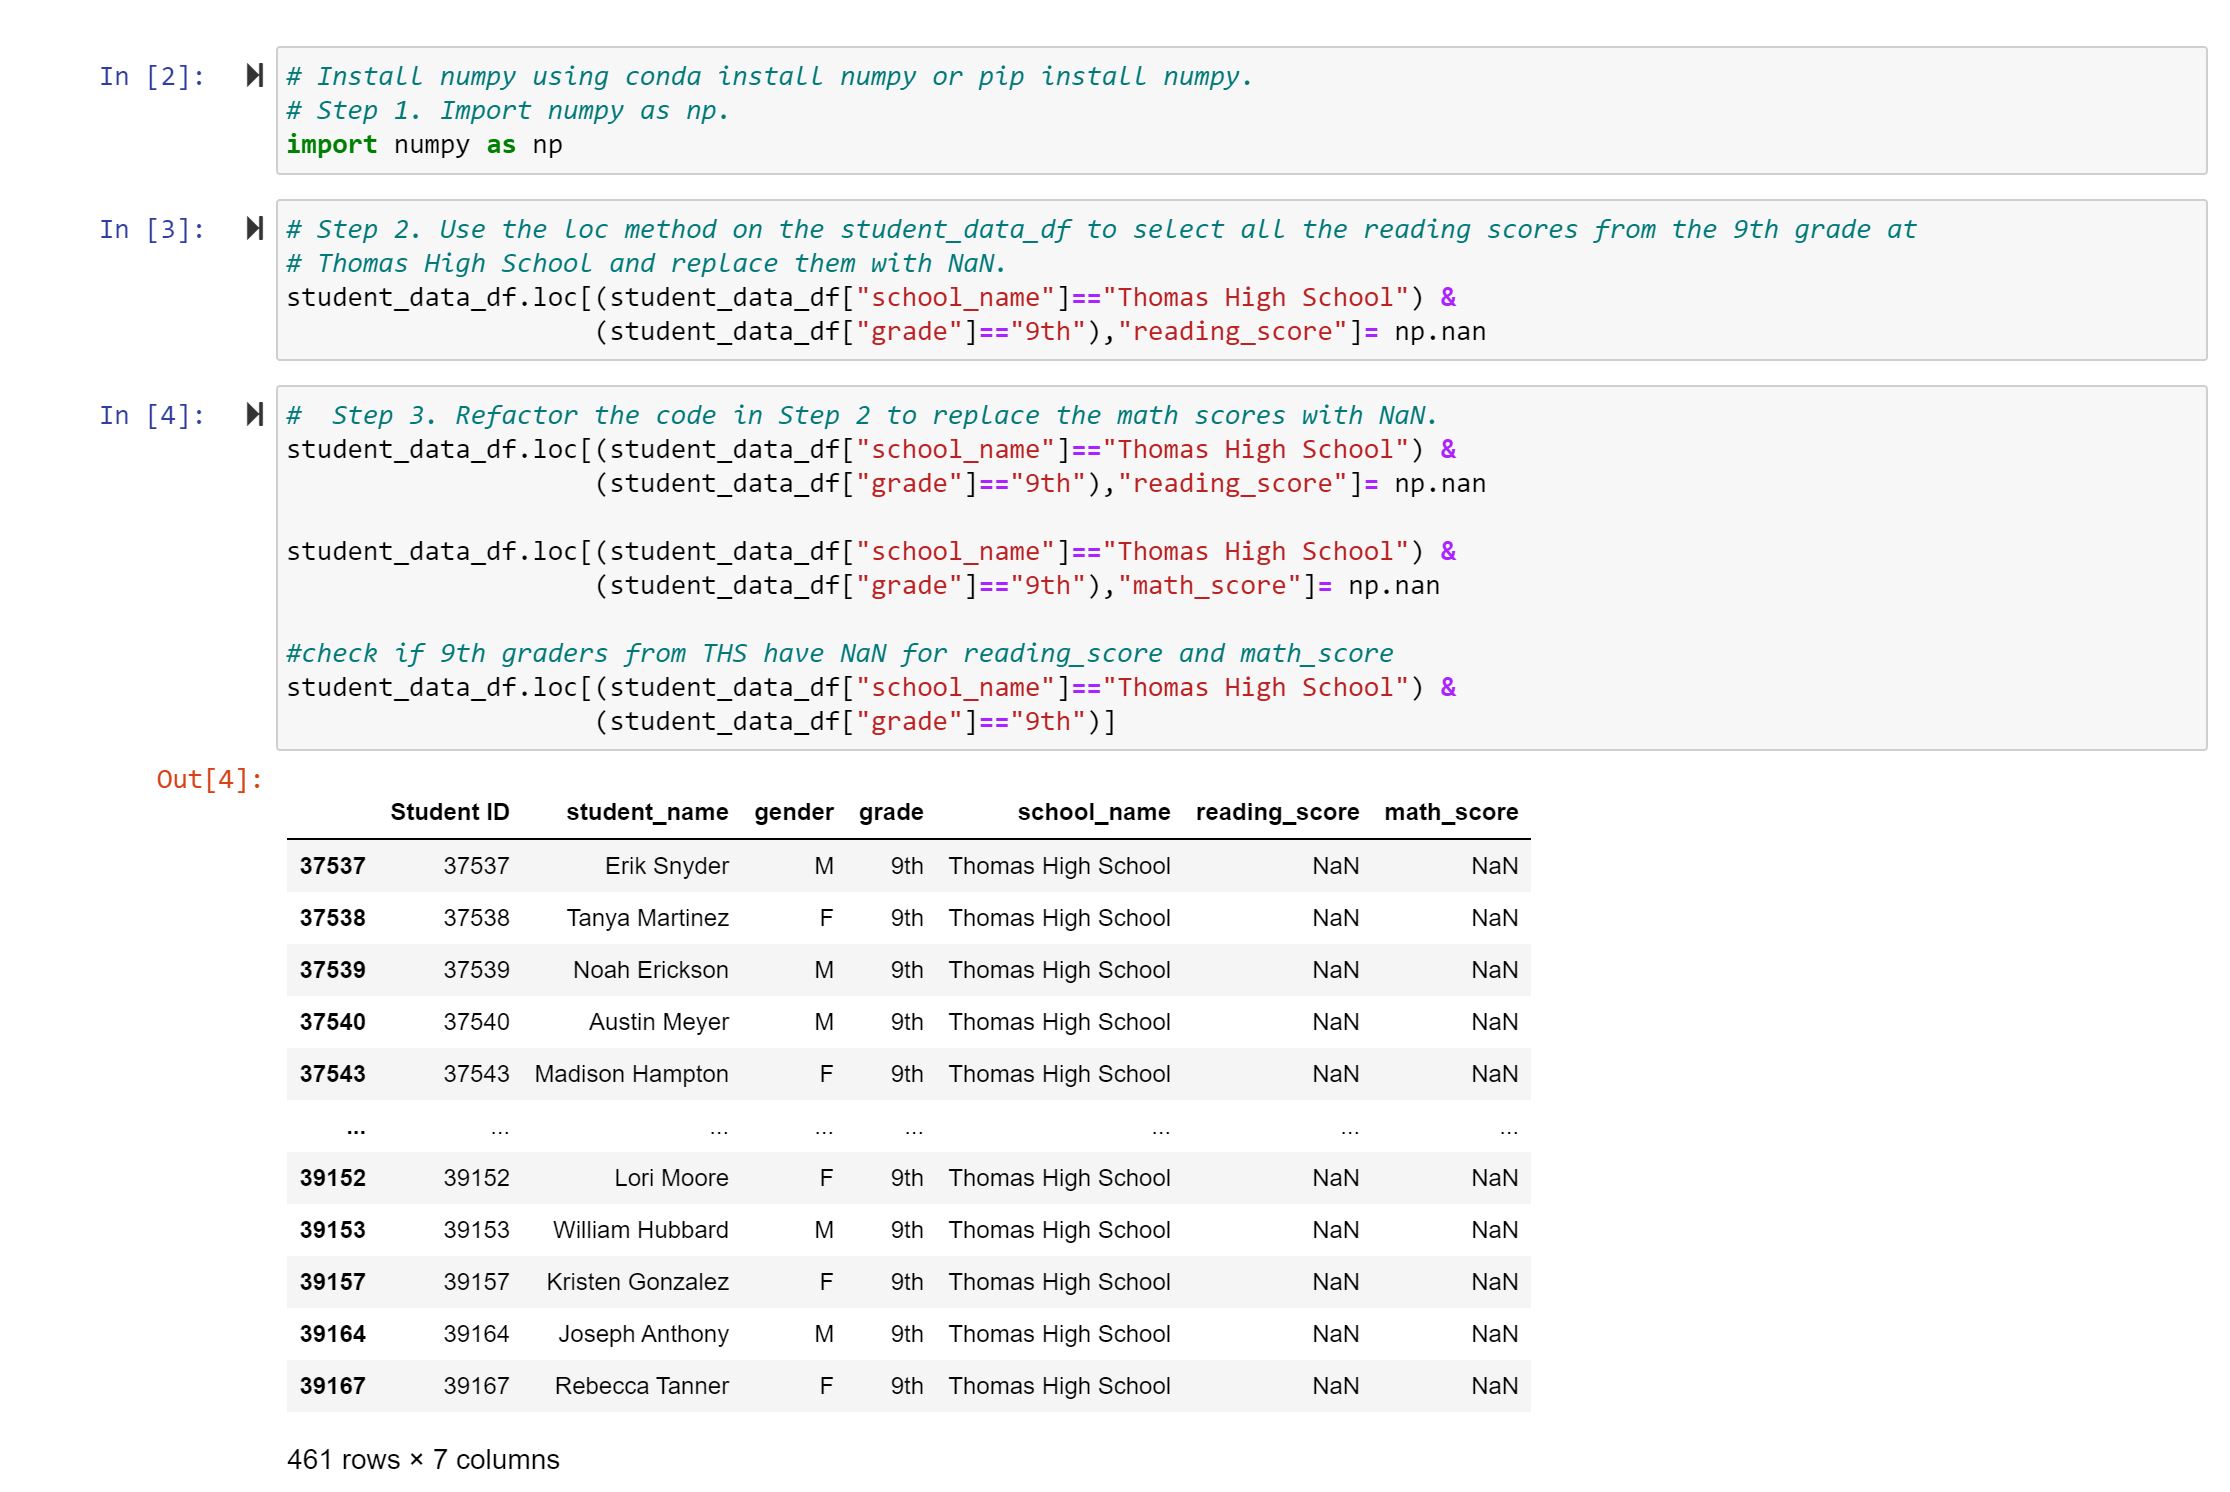 In [2]:
# Install numpy using conda install numpy or pip install numpy.
# Step 1. Import numpy as np.
import numpy as np
In [3]:
# Step 2. Use the loc method on the student_data_df to select all the reading scores from the 9th grade at
# Thomas High School and replace them with NaN.
student_data_df.loc[(student_data_df["school_name"]=="Thomas High School") &
                    (student_data_df["grade"]=="9th"),"reading_score"]= np.nan
In [4]:
#  Step 3. Refactor the code in Step 2 to replace the math scores with NaN.
student_data_df.loc[(student_data_df["school_name"]=="Thomas High School") &
                    (student_data_df["grade"]=="9th"),"reading_score"]= np.nan
student_data_df.loc[(student_data_df["school_name"]=="Thomas High School") &
                    (student_data_df["grade"]=="9th"),"math_score"]= np.nan
#check if 9th graders from THS have NaN for reading_score and math_score
student_data_df.loc[(student_data_df["school_name"]=="Thomas High School") &
                    (student_data_df["grade"]=="9th")]
Out[4]:
Student ID student_name gender grade school_name reading_score math_score
37537 37537 Erik Snyder M 9th Thomas High School NaN NaN
37538 37538 Tanya Martinez F 9th Thomas High School NaN NaN
37539 37539 Noah Erickson M 9th Thomas High School NaN NaN
37540 37540 Austin Meyer M 9th Thomas High School NaN NaN
37543 37543 Madison Hampton F 9th Thomas High School NaN NaN
... ... ... ... ... ... ... ...
39152 39152 Lori Moore F 9th Thomas High School NaN NaN
39153 39153 William Hubbard M 9th Thomas High School NaN NaN
39157 39157 Kristen Gonzalez F 9th Thomas High School NaN NaN
39164 39164 Joseph Anthony M 9th Thomas High School NaN NaN
39167 39167 Rebecca Tanner F 9th Thomas High School NaN NaN
461 rows × 7 columns